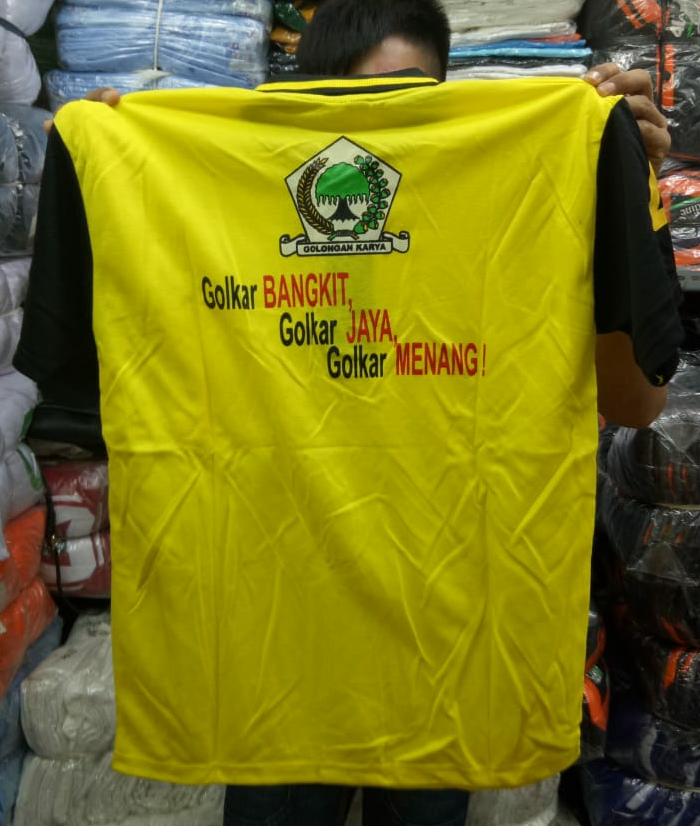 GOLONGAN KARYA
Golkar BANGKIT,
Golkar JAYA,
Golkar MENANG !